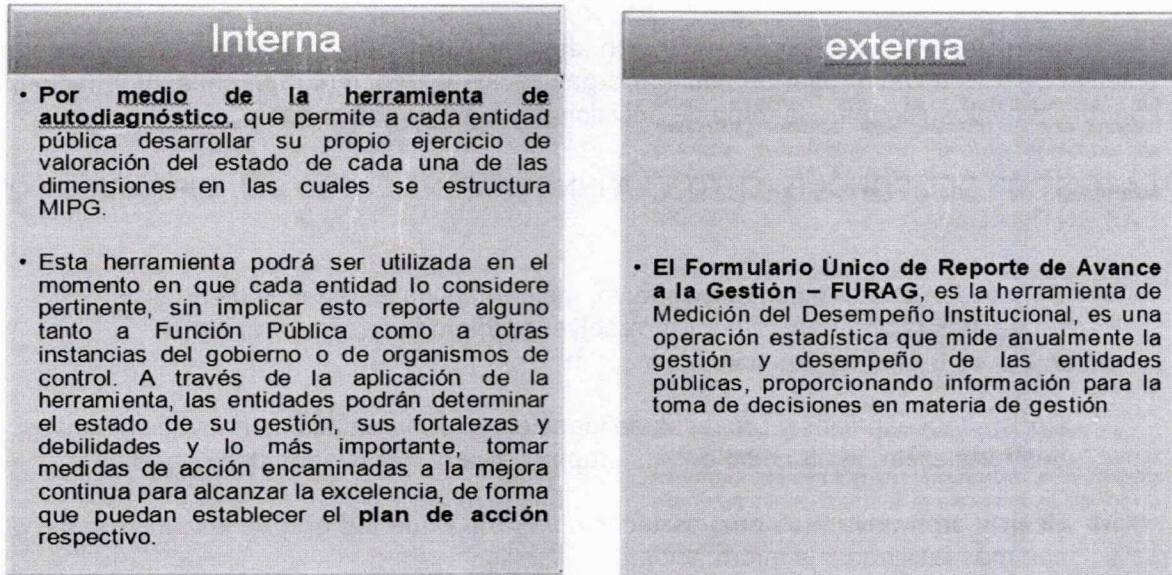 Interna
• Por medio de la herramienta de
autodiagnóstico, que permite a cada entidad
pública desarrollar su propio ejercicio de
valoración del estado de cada una de las
dimensiones en las cuales se estructura
MIPG.
• Esta herramienta podrá ser utilizada en el
momento en que cada entidad lo considere
pertinente, sin implicar esto reporte alguno
tanto a Función Pública como a otras
instancias del gobierno o de organismos de
control. A través de la aplicación de la
herramienta, las entidades podrán determinar
el estado de su gestión, sus fortalezas y
debilidades y lo más importante, tomar
medidas de acción encaminadas a la mejora
continua para alcanzar la excelencia, de forma
que puedan establecer el plan de acción
respectivo.
externa
• El Formulario Único de Reporte de Avance
a la Gestión – FURAG, es la herramienta de
Medición del Desempeño Institucional, es una
operación estadística que mide anualmente la
gestión y desempeño de las entidades
públicas, proporcionando información para la
toma de decisiones en materia de gestión